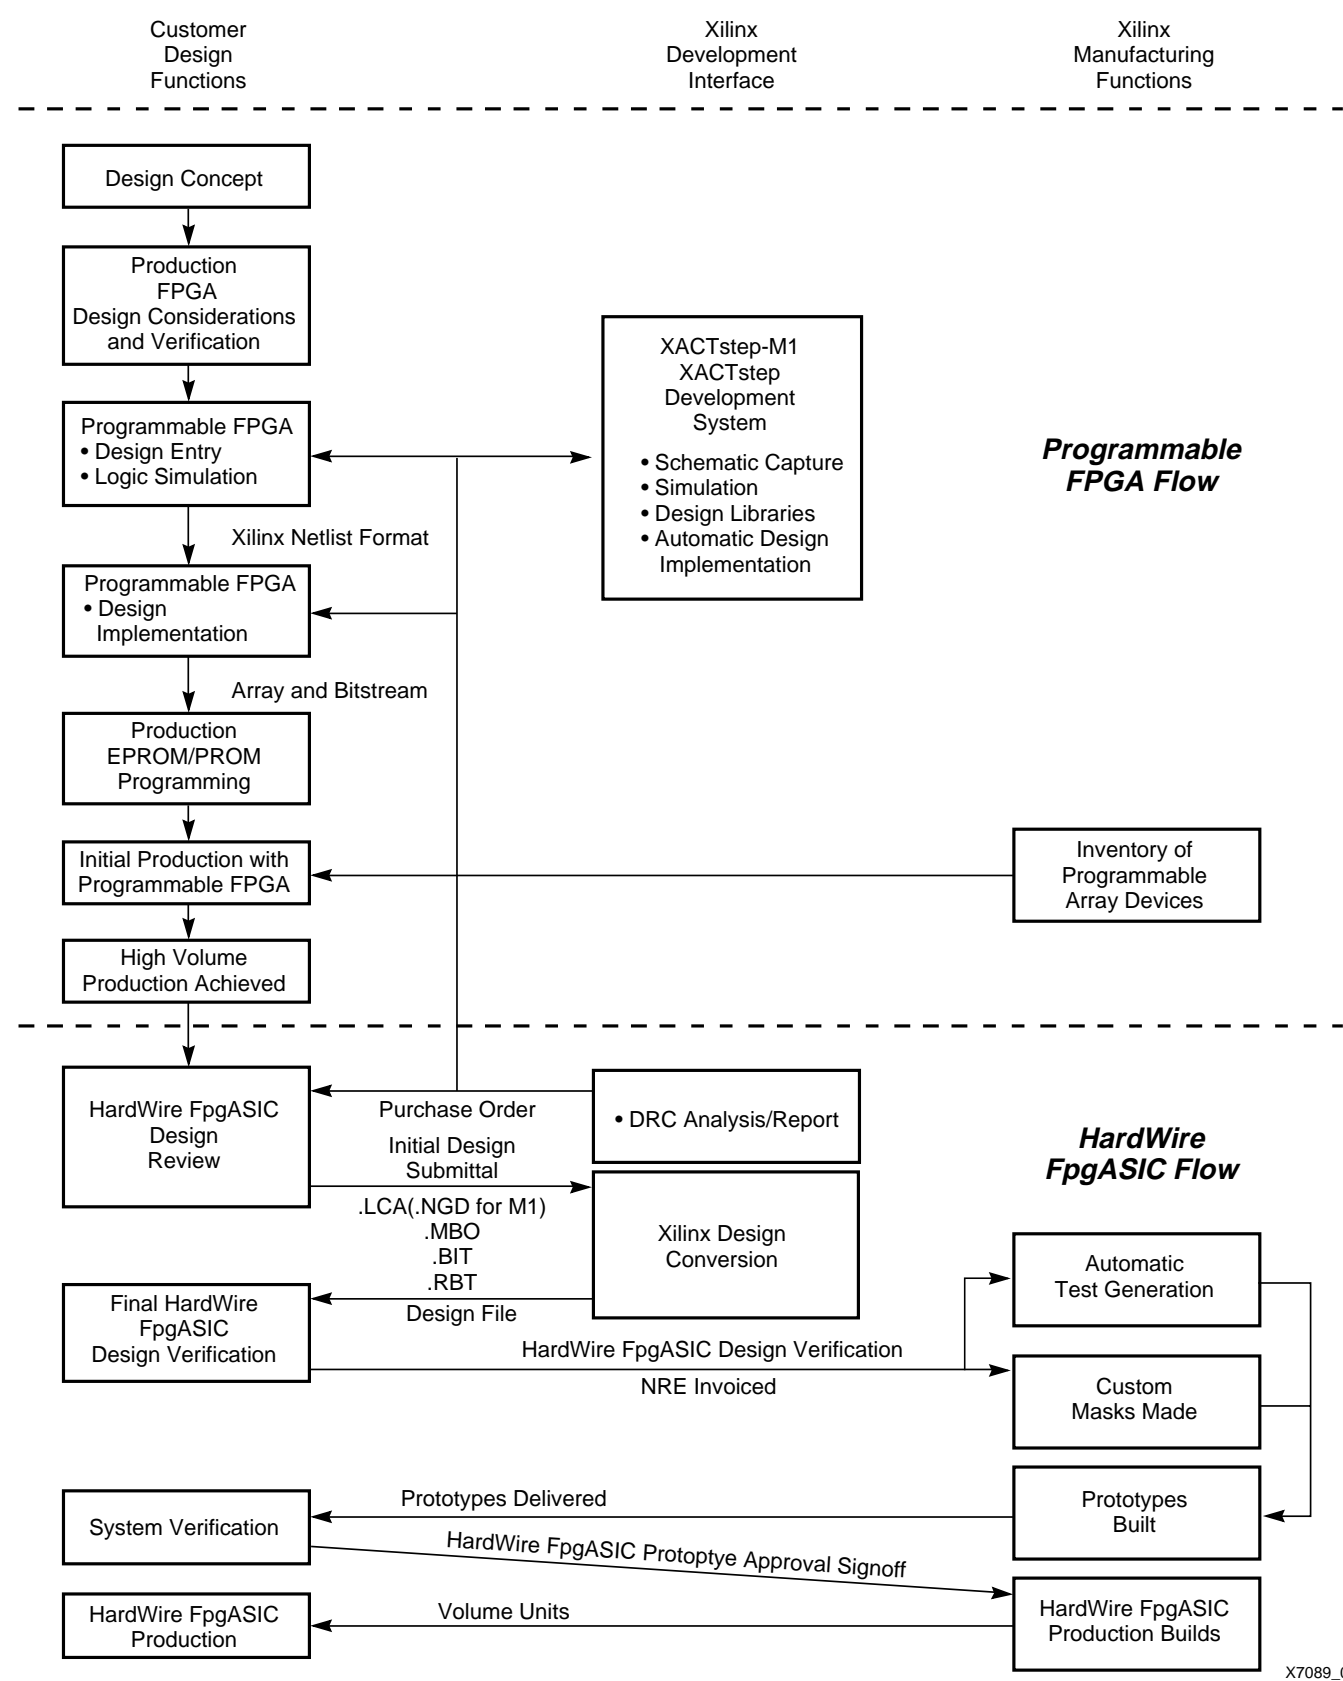 Customer
Design
Functions
Xilinx
Development
Interface
Xilinx
Manufacturing
Functions
Design Concept
Production
FPGA
Design Considerations
and Verification
XACTstep-M1
XACTstep
Development
System
• Schematic Capture
• Simulation
• Design Libraries
• Automatic Design
Implementation
Programmable FPGA
• Design Entry
• Logic Simulation
Programmable
FPGA Flow
Xilinx Netlist Format
Programmable FPGA
• Design
Implementation
Array and Bitstream
Production
EPROM/PROM
Programming
Initial Production with
Programmable FPGA
Inventory of
Programmable
Array Devices
High Volume
Production Achieved
HardWire FpgASIC
Design
Review
Purchase Order
• DRC Analysis/Report
HardWire
FpgASIC Flow
Initial Design
Submittal
.LCA(.NGD for M1)
.MBO
.BIT
.RBT
Xilinx Design
Conversion
Automatic
Test Generation
Design File
Final HardWire
FpgASIC
Design Verification
HardWire FpgASIC Design Verification
NRE Invoiced
Custom
Masks Made
Prototypes Delivered
Prototypes
Built
System Verification
HardWire FpgASIC Protoptye Approval Signoff
HardWire FpgASIC
Production
Volume Units
HardWire FpgASIC
Production Builds